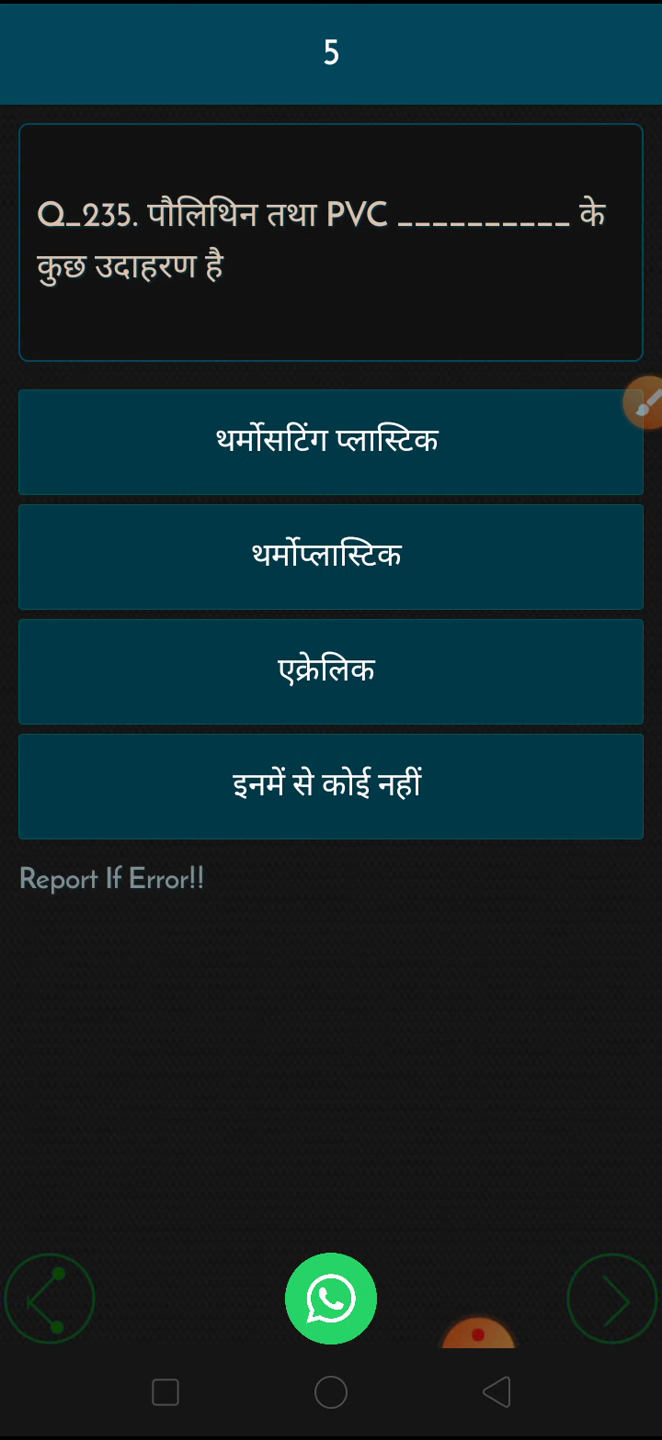 5
Q_235. पौलिथिन तथा PVC __________ के
कुछ उदाहरण है
थर्मोसटिंग प्लास्टिक
थर्मोप्लास्टिक
एक्रेलिक
इनमें से कोई नहीं
Report If Error!!